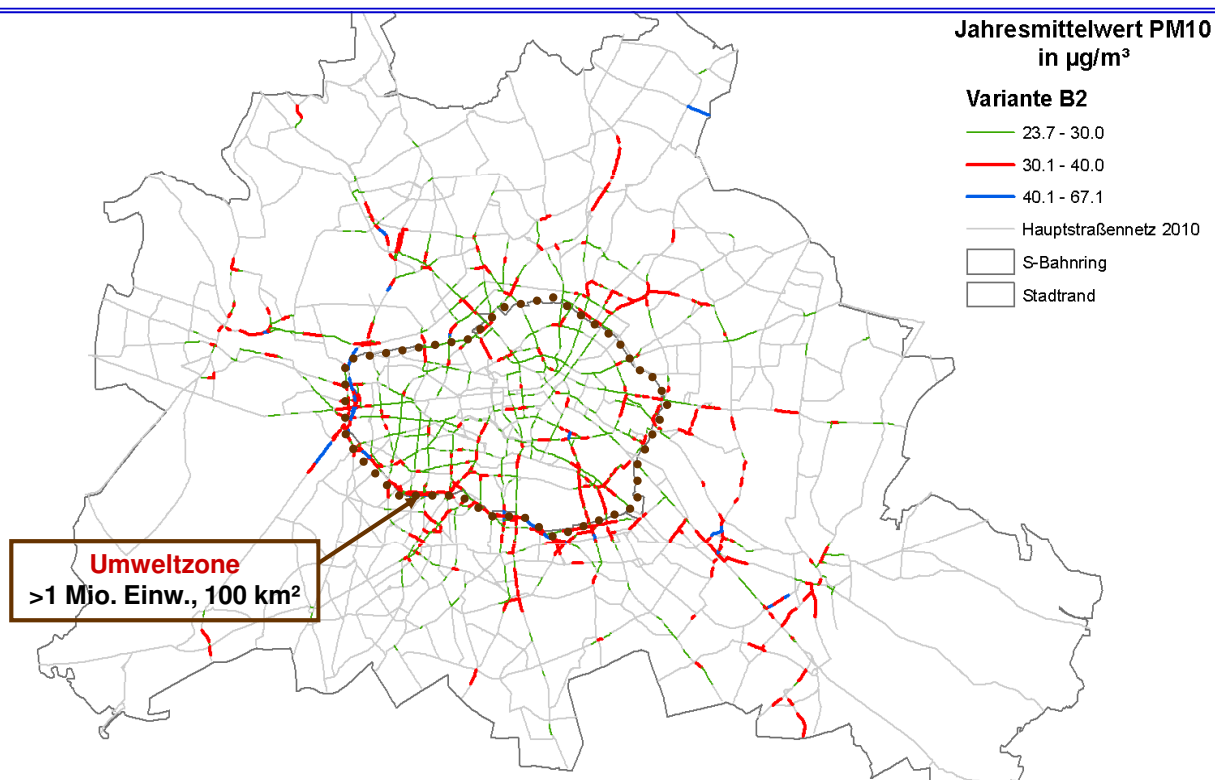 Jahresmittelwert PM10
in µg/m³
Variante B2
23.7 - 30.0
30.1 - 40.0
40.1 - 67.1
Hauptstraßennetz 2010
S-Bahnring
Stadtrand
Umweltzone
>1 Mio. Einw., 100 km²